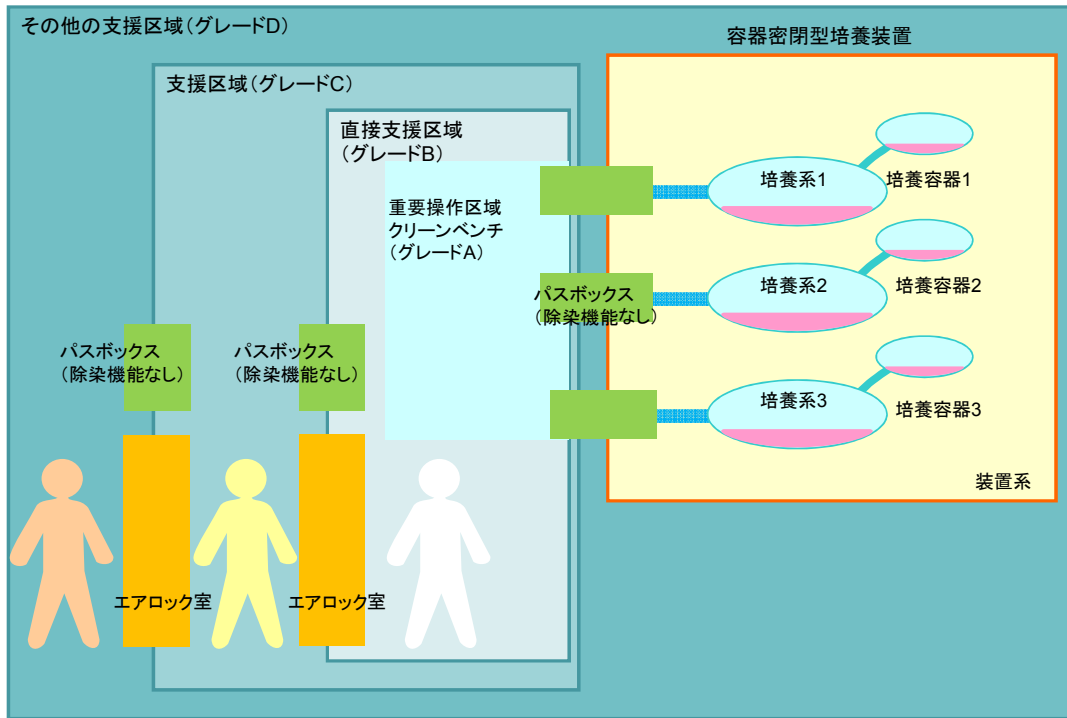 その他の支援区域(グレードD)
容器密閉型培養装置
支援区域(グレードC)
直接支援区域
(グレードB)
重要操作区域
クリーンベンチ
(グレードA)
培養系1
培養容器1
培養系2
培養容器2
パスボックス
(除染機能なし)
パスボックス
(除染機能なし)
パスボックス
(除染機能なし)
培養系3
培養容器3
装置系
エアロック室
エアロック室